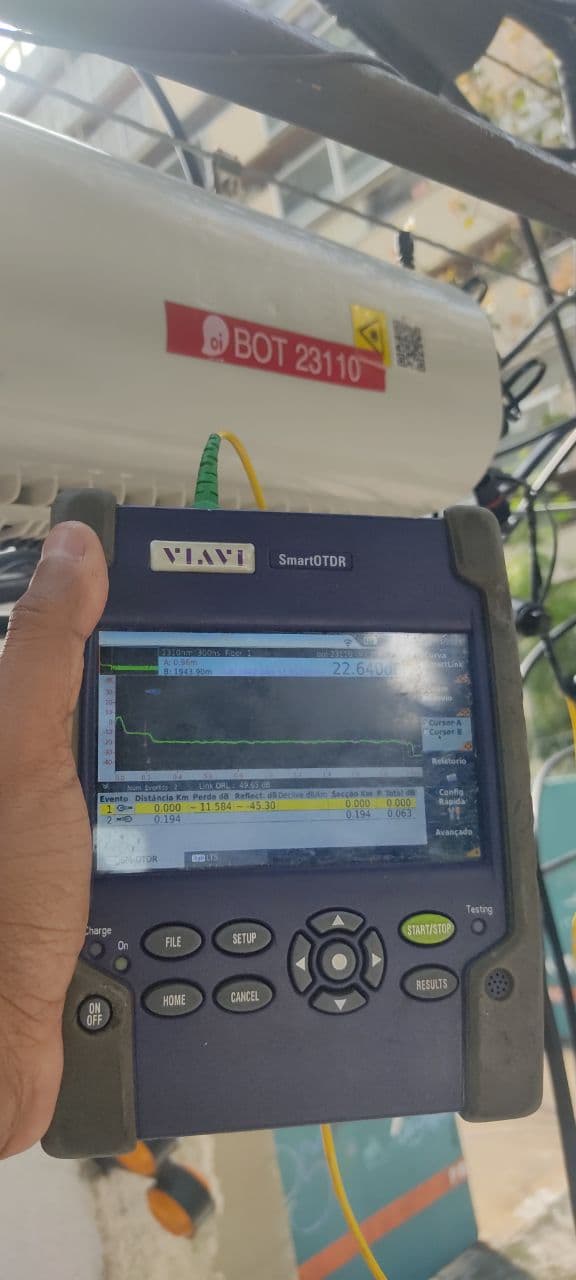 oi BOT 23110
VIAVI
SmartOTDR
1310nm 300ns Fiber 1
A: 0.96m
B: 1943.90m
22.640
Cursor A
Cursor B
Relatório
Config
Rápida
Avançado
Link ORL : 49.65 dB
Evento Distância Km Perda dB Reflect. dB Declive dB/km Secção Km P. Total dB
1 0.000 ~ 11.584 ~ -45.30 0.000 0.000
2 0.194 0.194 0.063
Charge
On
FILE
SETUP
START/STOP
Testing
HOME
CANCEL
RESULTS
ON
OFF